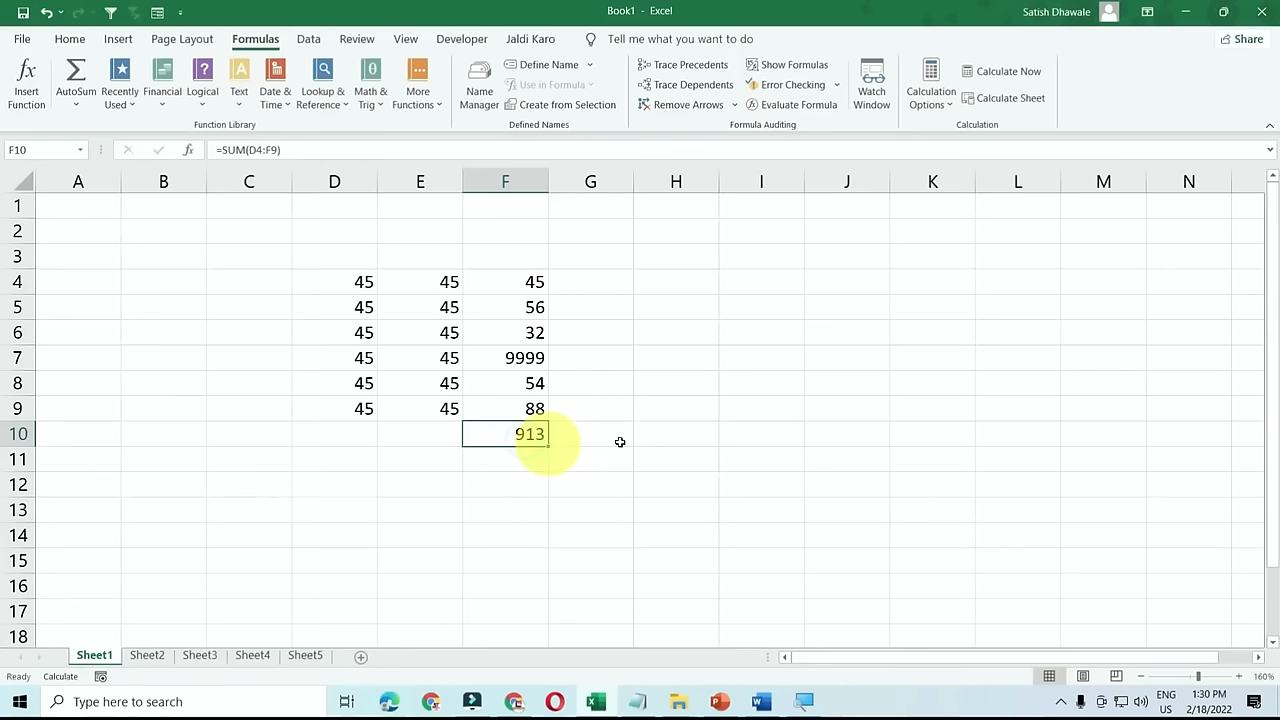 Book1 - Excel
Satish Dhawale
File Home Insert Page Layout Formulas Data Review View Developer Jaldi Karo Tell me what you want to do Share
Insert Function
AutoSum
Recently Used
Financial
Logical
Text
Date & Time
Lookup & Reference
Math & Trig
More Functions
Function Library
Name Manager
Define Name
Use in Formula
Create from Selection
Defined Names
Trace Precedents
Trace Dependents
Remove Arrows
Show Formulas
Error Checking
Evaluate Formula
Watch Window
Formula Auditing
Calculation Options
Calculate Now
Calculate Sheet
Calculation
F10 fx =SUM(D4:F9)
A B C D E F G H I J K L M N
1
2
3
4 45 45 45
5 45 45 56
6 45 45 32
7 45 45 9999
8 45 45 54
9 45 45 88
10 913
11
12
13
14
15
16
17
18
Sheet1 Sheet2 Sheet3 Sheet4 Sheet5
Ready Calculate 160%
Type here to search
ENG US
1:30 PM
2/18/2022